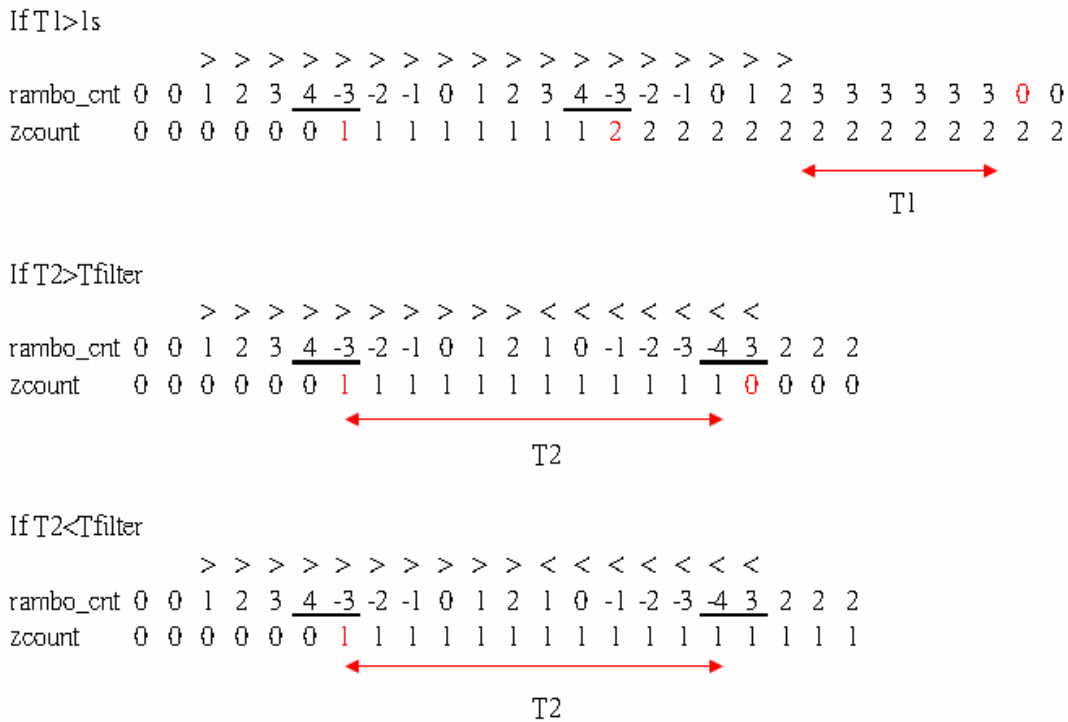 If T1>1s
> > > > > > > > > > > > > > > > > >
rambo_cnt 0 0 1 2 3 4 -3 -2 -1 0 1 2 3 4 -3 -2 -1 0 1 2 3 3 3 3 3 3 0 0
zcount 0 0 0 0 0 0 1 1 1 1 1 1 1 1 2 2 2 2 2 2 2 2 2 2 2 2 2 2
T1
If T2>Tfilter
> > > > > > > > > > < < < < < < <
rambo_cnt 0 0 1 2 3 4 -3 -2 -1 0 1 2 1 0 -1 -2 -3 -4 3 2 2 2
zcount 0 0 0 0 0 0 1 1 1 1 1 1 1 1 1 1 1 1 0 0 0 0
T2
If T2<Tfilter
> > > > > > > > > > < < < < < < <
rambo_cnt 0 0 1 2 3 4 -3 -2 -1 0 1 2 1 0 -1 -2 -3 -4 3 2 2 2
zcount 0 0 0 0 0 0 1 1 1 1 1 1 1 1 1 1 1 1 1 1 1 1
T2